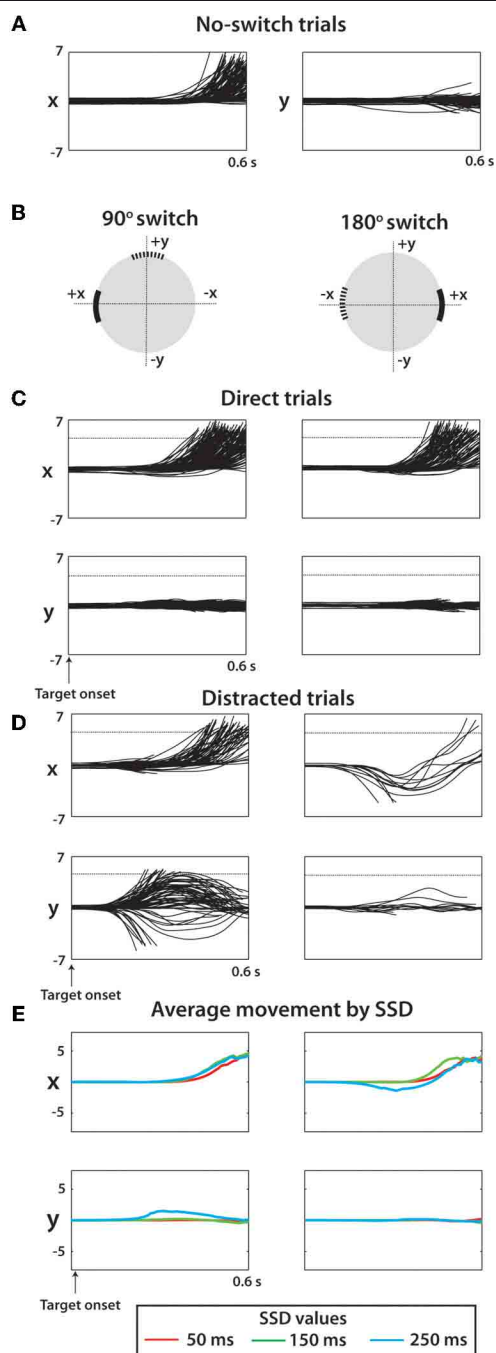 A
No-switch trials
7
x
y
-7
0.6 s
0.6 s
B
90° switch
180° switch
+y
+y
+x
-x
-x
+x
-y
-y
C
Direct trials
7
x
-7
7
y
-7
0.6 s
Target onset
Distracted trials
D
7
x
-7
7
y
-7
0.6 s
Target onset
E
Average movement by SSD
5
x
-5
5
y
-5
0.6 s
Target onset
SSD values
50 ms
150 ms
250 ms